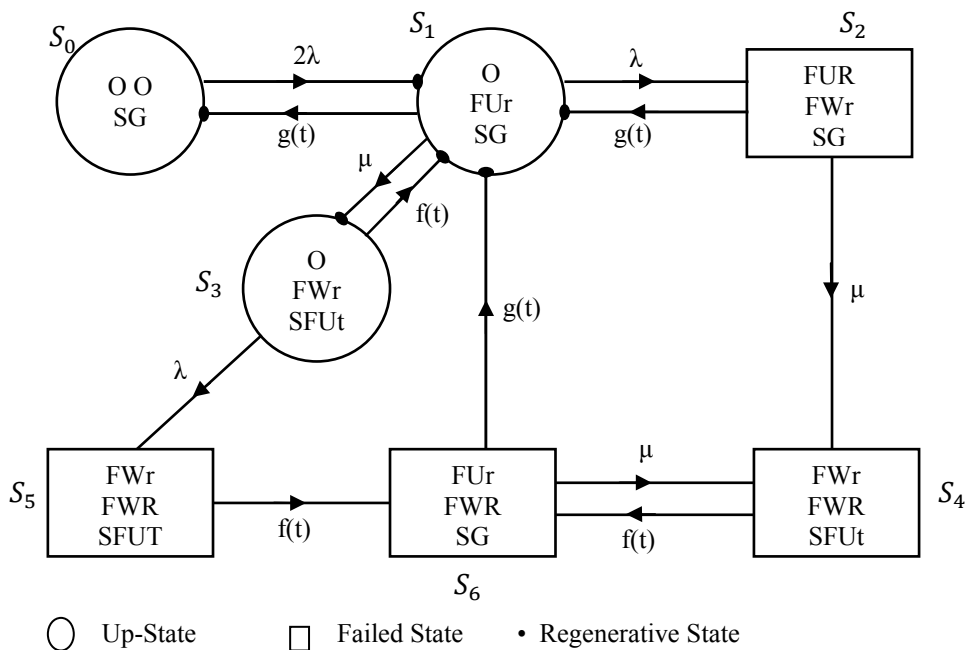 S₀
S₁
S₂
O O
SG
2λ
g(t)
O
FUr
SG
λ
g(t)
FUR
FWr
SG
μ
f(t)
S₃
O
FWr
SFUt
g(t)
μ
λ
S₅
FWr
FWR
SFUT
f(t)
FUr
FWR
SG
S₆
μ
f(t)
FWr
FWR
SFUt
S₄
Up-State
Failed State
• Regenerative State